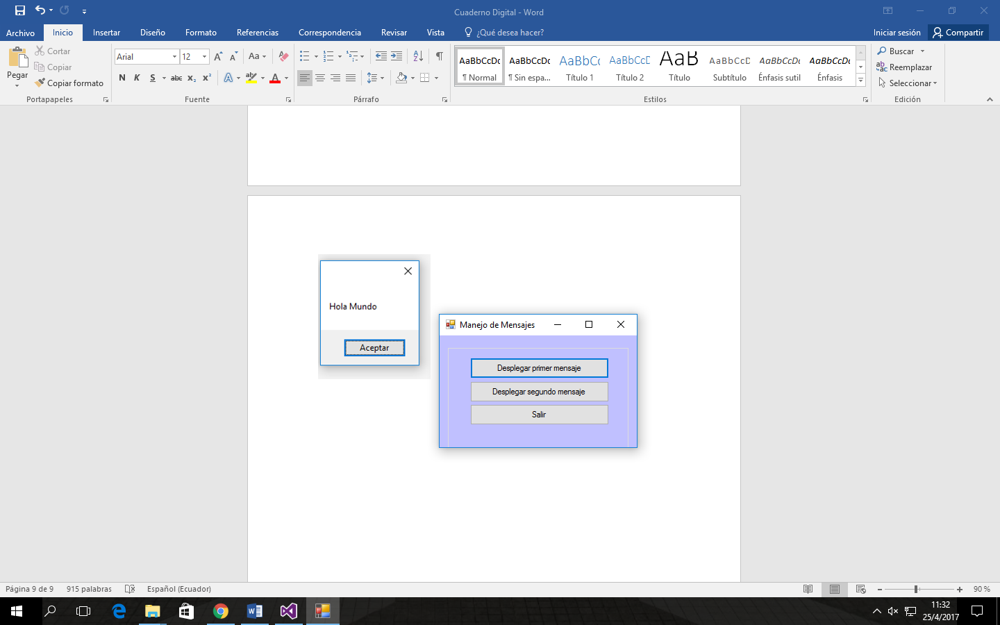 Cuaderno Digital - Word
Archivo Inicio Insertar Diseño Formato Referencias Correspondencia Revisar Vista ¿Qué desea hacer? Iniciar sesión Compartir
Pegar
Cortar
Copiar
Copiar formato
Portapapeles
Arial 12 A A Aa
N K S abc x₂ x² A ab A
Fuente
Párrafo
AaBbCcDc AaBbCcDc AaBbCc AaBbCcD AaB AaBbCcD AaBbCcDc AaBbCcDc
¶ Normal ¶ Sin espa... Título 1 Título 2 Título Subtítulo Énfasis sutil Énfasis
Estilos
Buscar
Reemplazar
Seleccionar
Edición
Hola Mundo
Aceptar
Manejo de Mensajes
Desplegar primer mensaje
Desplegar segundo mensaje
Salir
Página 9 de 9 915 palabras Español (Ecuador) 90 %
11:32
25/4/2017